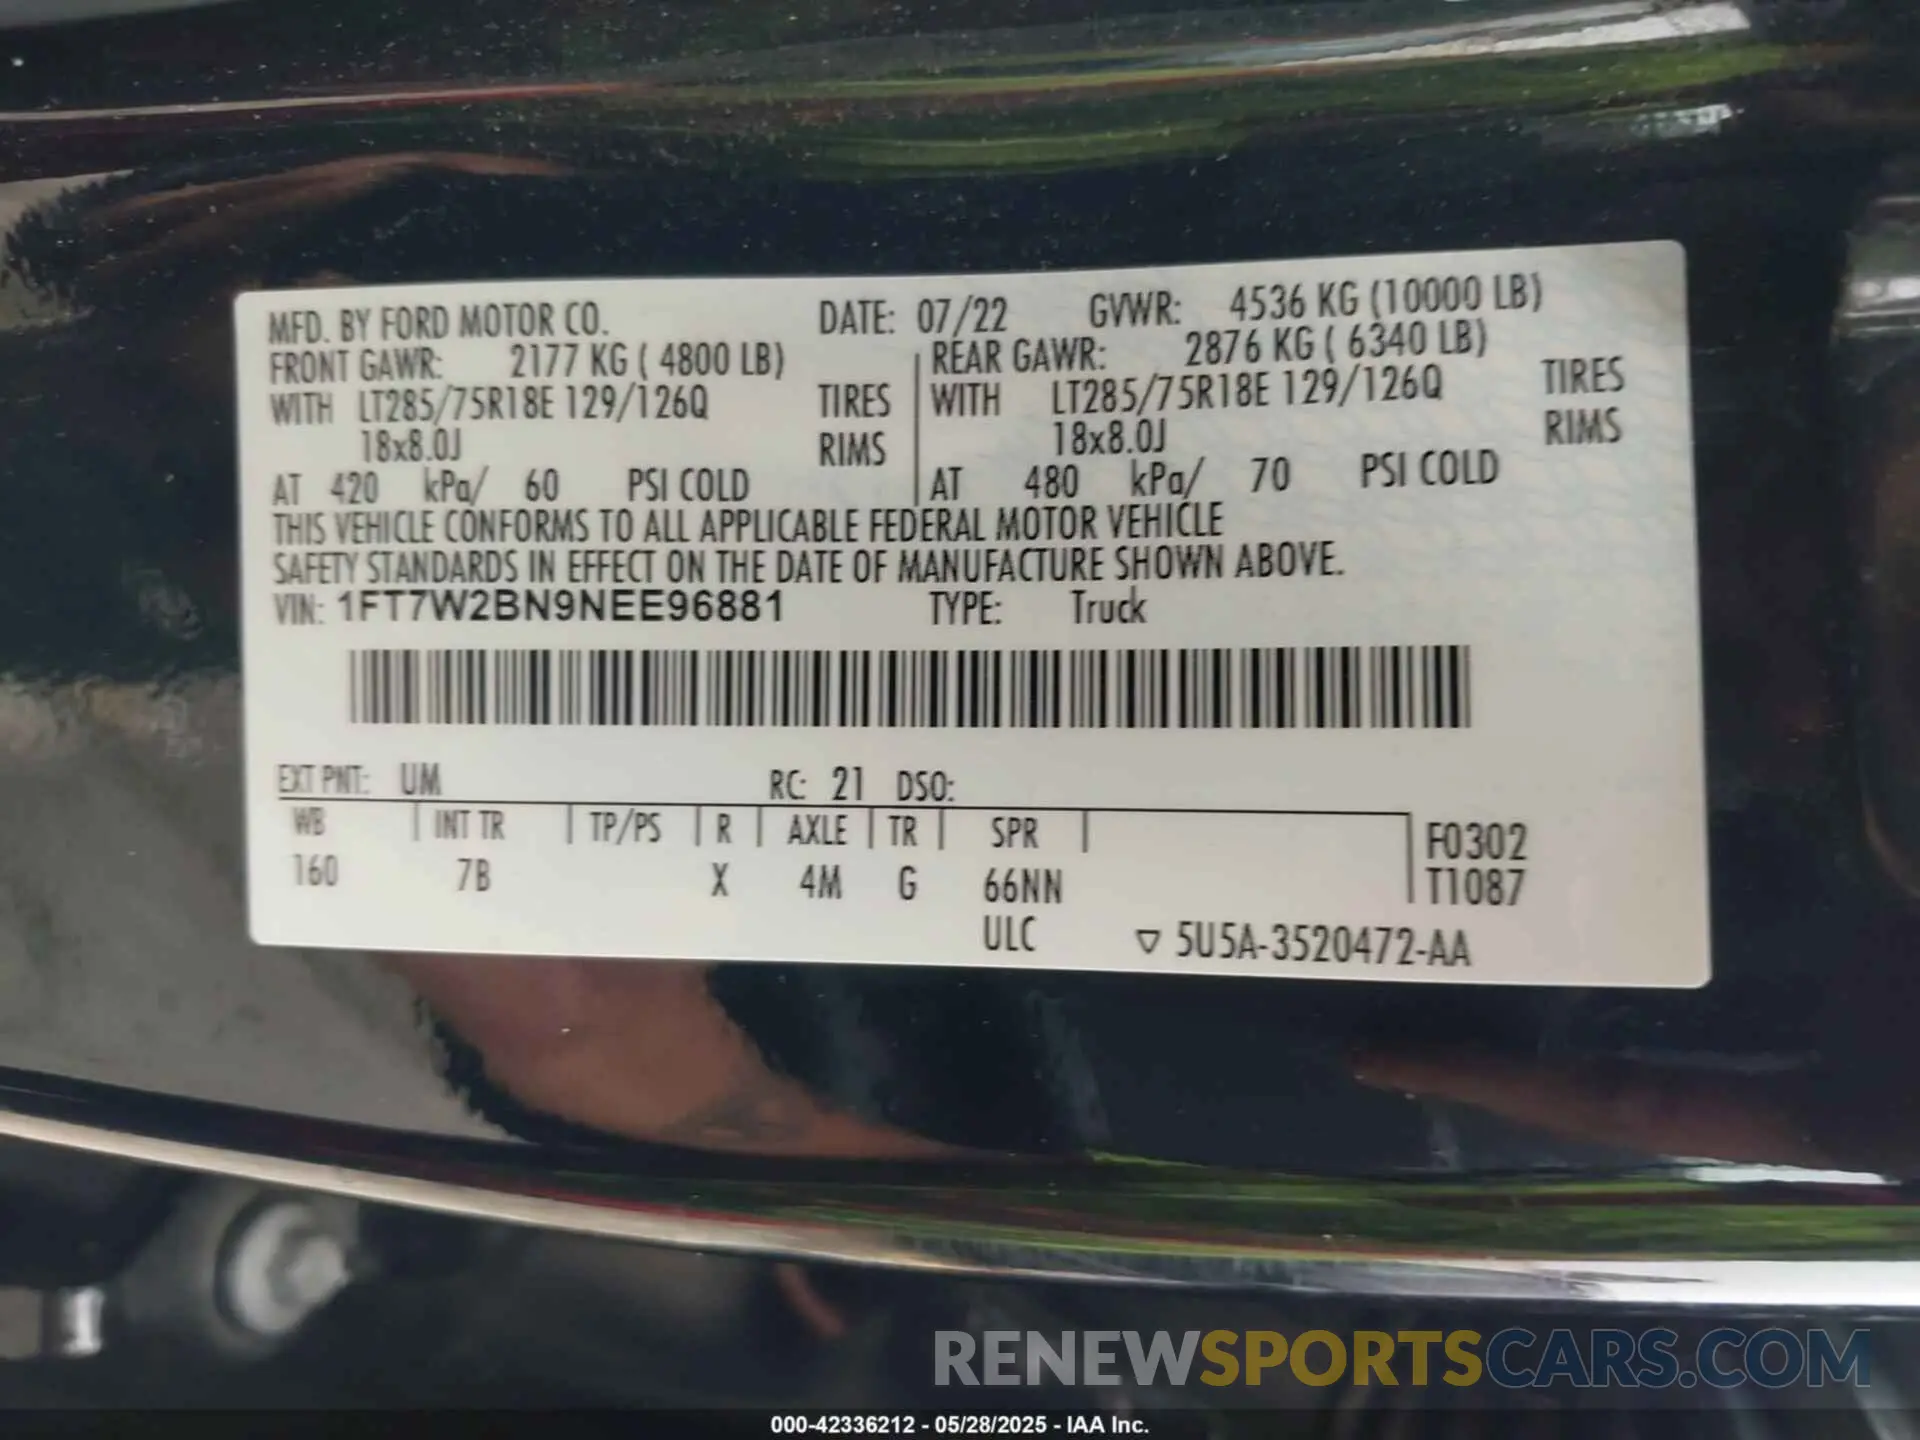 MFD. BY FORD MOTOR CO. DATE: 07/22 GVWR: 4536 KG (10000 LB)
FRONT GAWR: 2177 KG ( 4800 LB) REAR GAWR: 2876 KG ( 6340 LB)
WITH LT285/75R18E 129/126Q TIRES WITH LT285/75R18E 129/126Q TIRES
18x8.0J RIMS 18x8.0J RIMS
AT 420 kPa/ 60 PSI COLD AT 480 kPa/ 70 PSI COLD
THIS VEHICLE CONFORMS TO ALL APPLICABLE FEDERAL MOTOR VEHICLE
SAFETY STANDARDS IN EFFECT ON THE DATE OF MANUFACTURE SHOWN ABOVE.
VIN: 1FT7W2BN9NEE96881 TYPE: Truck
EXT PNT: UM RC: 21 DSO:
WB INT TR TP/PS R AXLE TR SPR F0302
160 7B X 4M G 66NN T1087
ULC ▽ 5U5A-3520472-AA
RENEWSPORTSCARS.COM
000-42336212 - 05/28/2025 - IAA Inc.